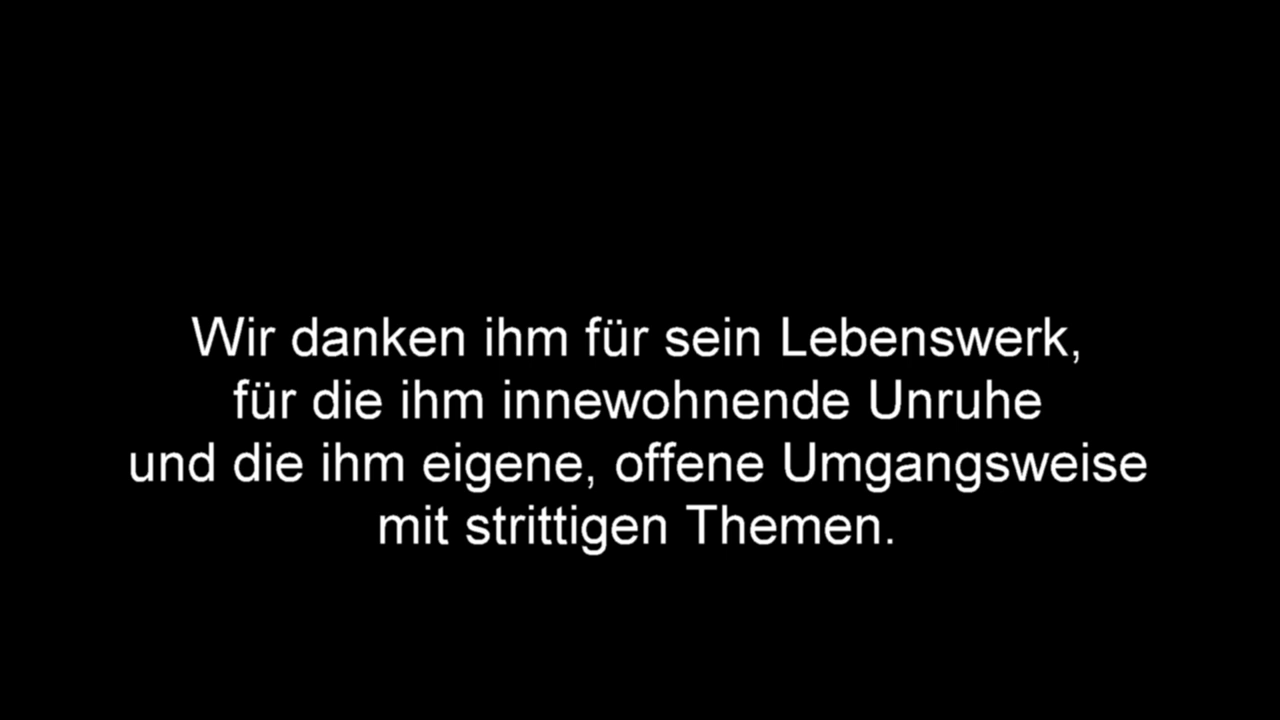 Wir danken ihm für sein Lebenswerk,
für die ihm innewohnende Unruhe
und die ihm eigene, offene Umgangsweise
mit strittigen Themen.